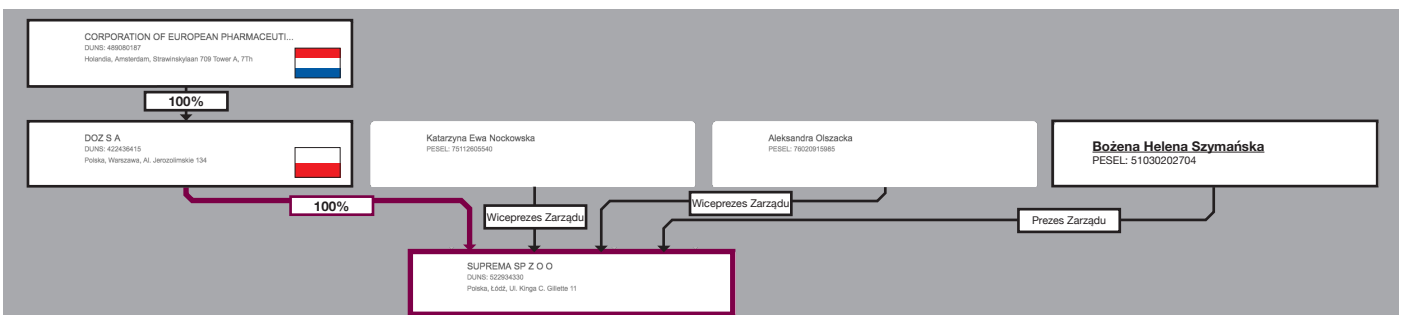 CORPORATION OF EUROPEAN PHARMACEUTI...
DUNS: 489080187
Holandia, Amsterdam, Strawinskylaan 709 Tower A, 7Th
100%
DOZ S A
DUNS: 422436415
Polska, Warszawa, Al. Jerozolimskie 134
Katarzyna Ewa Nockowska
PESEL: 75112605540
Aleksandra Olszacka
PESEL: 76020915985
Bożena Helena Szymańska
PESEL: 51030202704
100%
Wiceprezes Zarządu
Wiceprezes Zarządu
Prezes Zarządu
SUPREMA SP Z O O
DUNS: 522934330
Polska, Łódź, Ul. Kinga C. Gillette 11